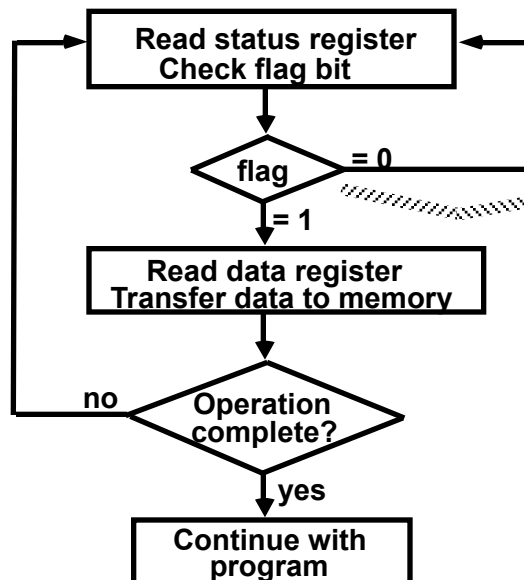 Read status register
Check flag bit
flag
= 0
= 1
Read data register
Transfer data to memory
no
Operation
complete?
yes
Continue with
program